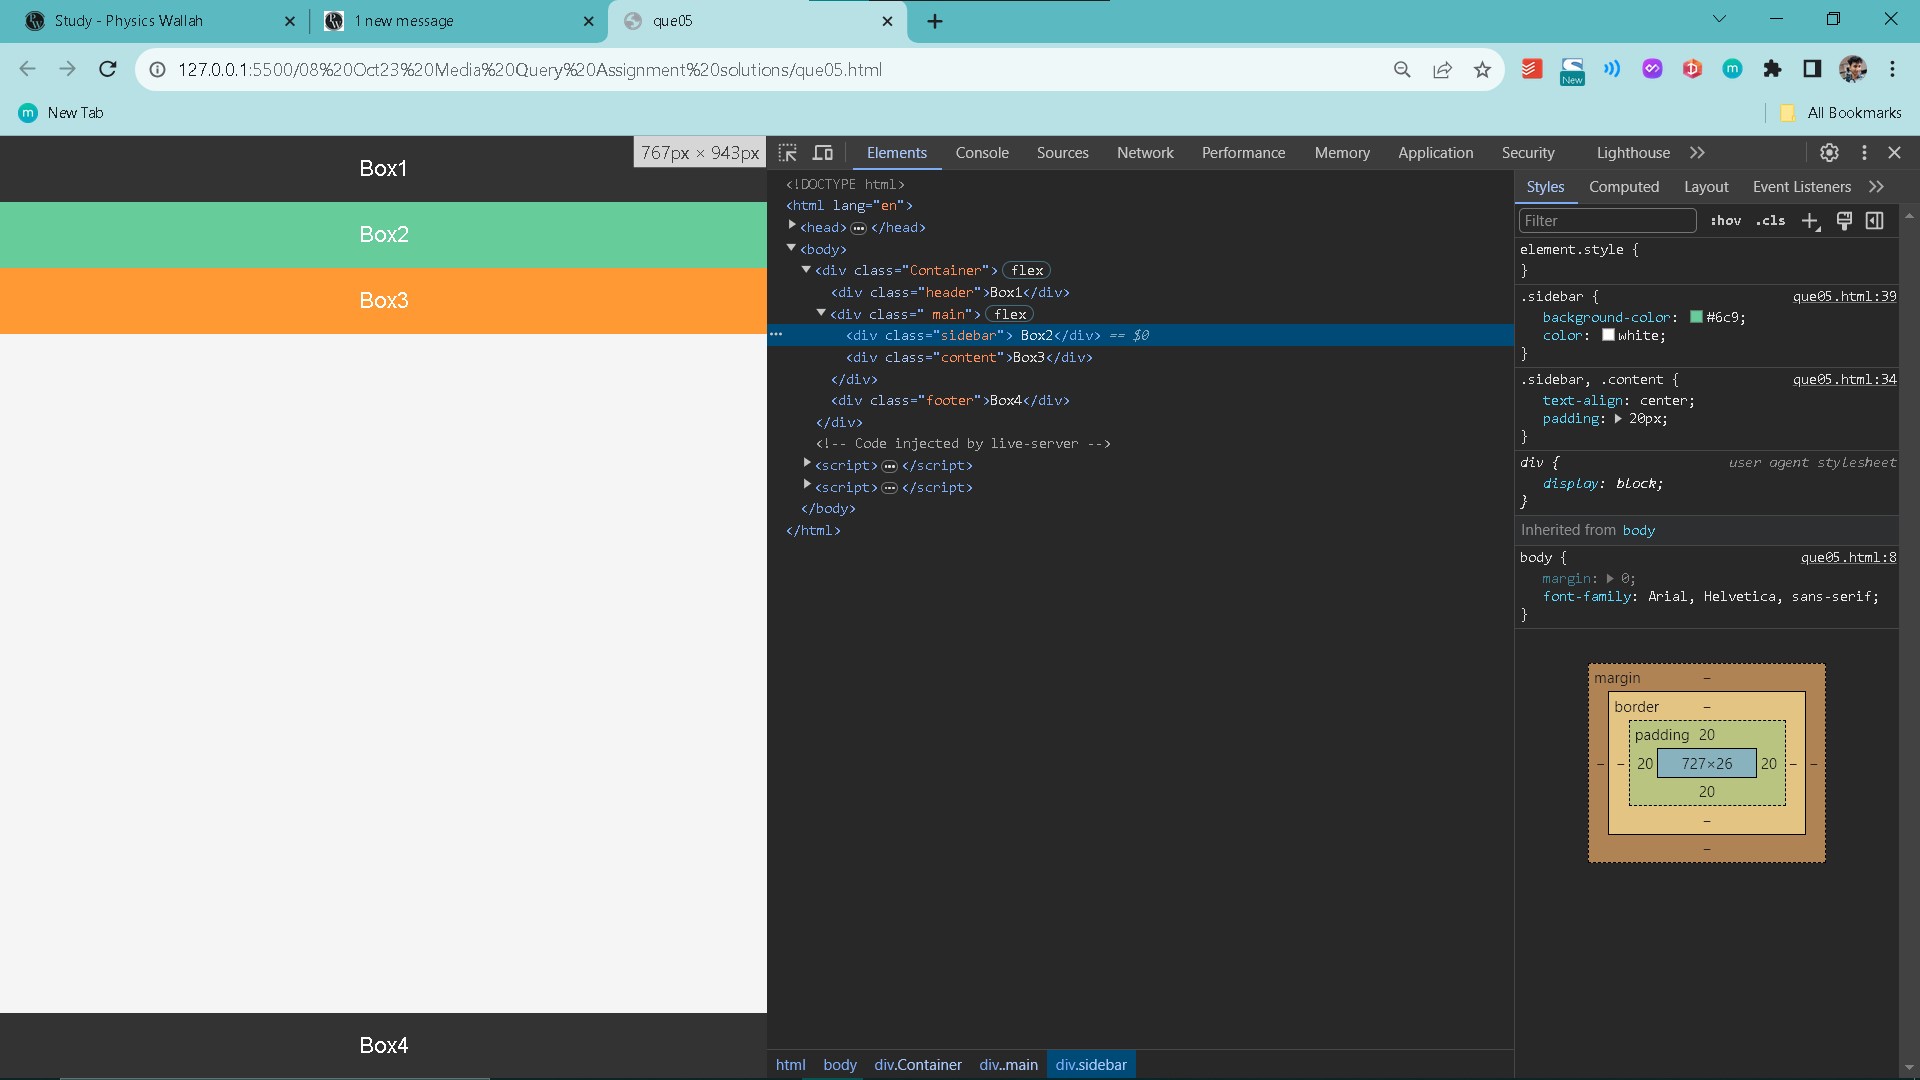 Study - Physics Wallah
1 new message
que05
127.0.0.1:5500/08%20Oct23%20Media%20Query%20Assignment%20solutions/que05.html
New
New Tab
All Bookmarks
Box1
767px × 943px
Box2
Box3
Box4
Elements Console Sources Network Performance Memory Application Security Lighthouse
<!DOCTYPE html>
<html lang="en">
<head> ••• </head>
<body>
<div class="Container"> flex
<div class="header">Box1</div>
<div class=" main"> flex
<div class="sidebar"> Box2</div> == $0
<div class="content">Box3</div>
</div>
<div class="footer">Box4</div>
</div>
<!-- Code injected by live-server -->
<script> ••• </script>
<script> ••• </script>
</body>
</html>
html body div.Container div..main div.sidebar
Styles Computed Layout Event Listeners
Filter :hov .cls
element.style {
}
.sidebar { que05.html:39
background-color: #6c9;
color: white;
}
.sidebar, .content { que05.html:34
text-align: center;
padding: 20px;
}
div { user agent stylesheet
display: block;
}
Inherited from body
body { que05.html:8
margin: 0;
font-family: Arial, Helvetica, sans-serif;
}
margin –
border –
padding 20
– – 20 727×26 20 – –
20
–
–